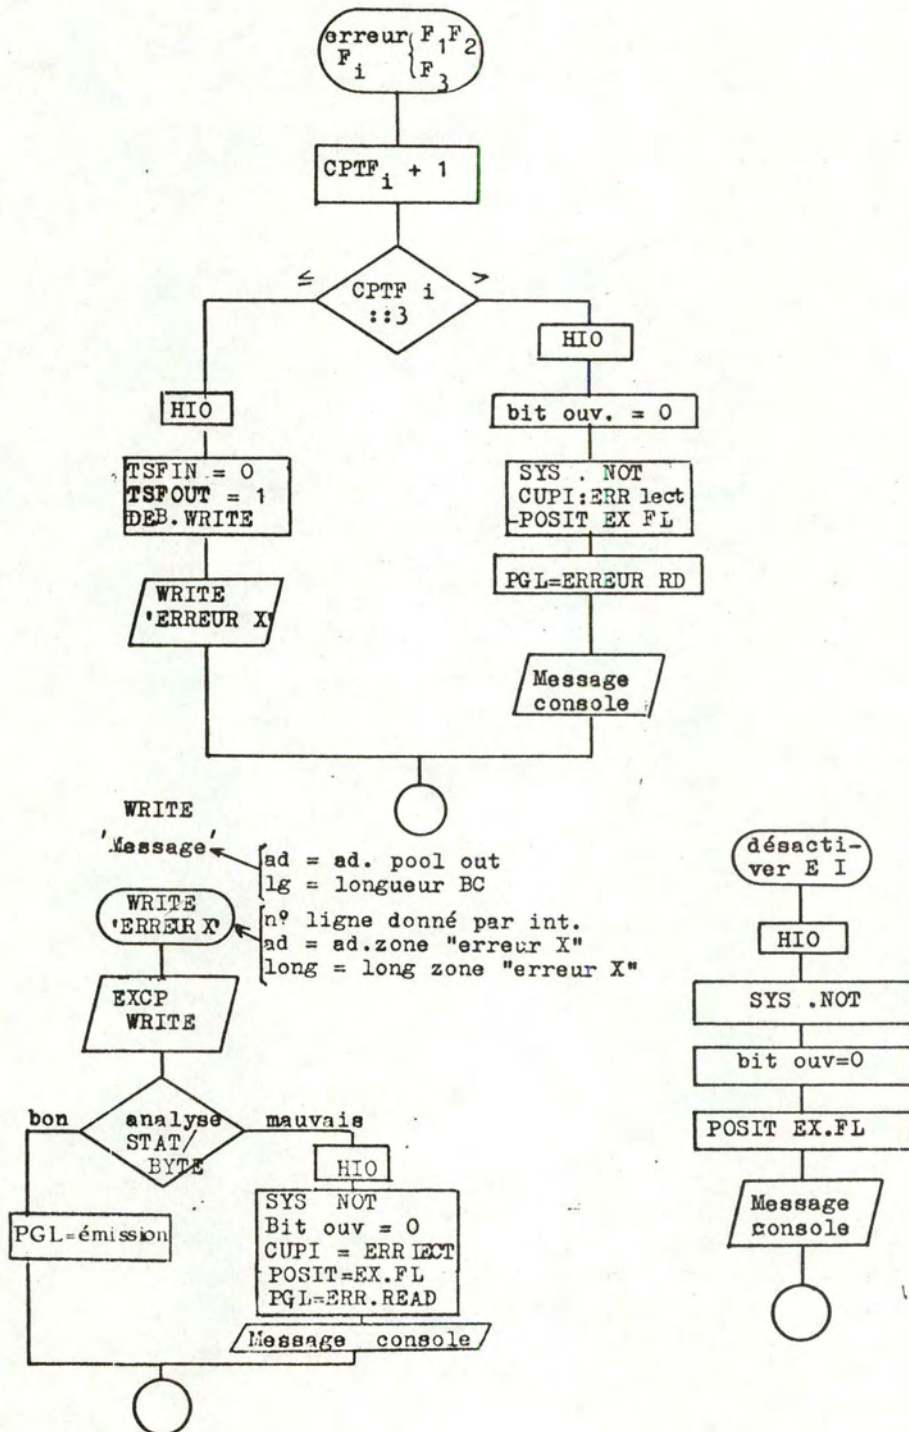 erreur { F1F2
Fi { F3
CPTFi + 1
≤
>
CPTF i
::3
HIO
bit ouv. = 0
SYS . NOT
CUPI:ERR lect
-POSIT EX FL
PGL=ERREUR RD
Message
console
HIO
TSFIN = 0
TSFOUT = 1
DEB.WRITE
WRITE
'ERREUR X'
WRITE
'Message'
ad = ad. pool out
lg = longueur BC
WRITE
'ERREUR X'
nº ligne donné par int.
ad = ad.zone "erreur X"
long = long zone "erreur X"
EXCP
WRITE
bon
analyse
STAT/
BYTE
mauvais
PGL=émission
HIO
SYS NOT
Bit ouv = 0
CUPI = ERR LECT
POSIT=EX.FL
PGL=ERR.READ
Message console
désacti-
ver E I
HIO
SYS .NOT
bit ouv=0
POSIT EX.FL
Message
console